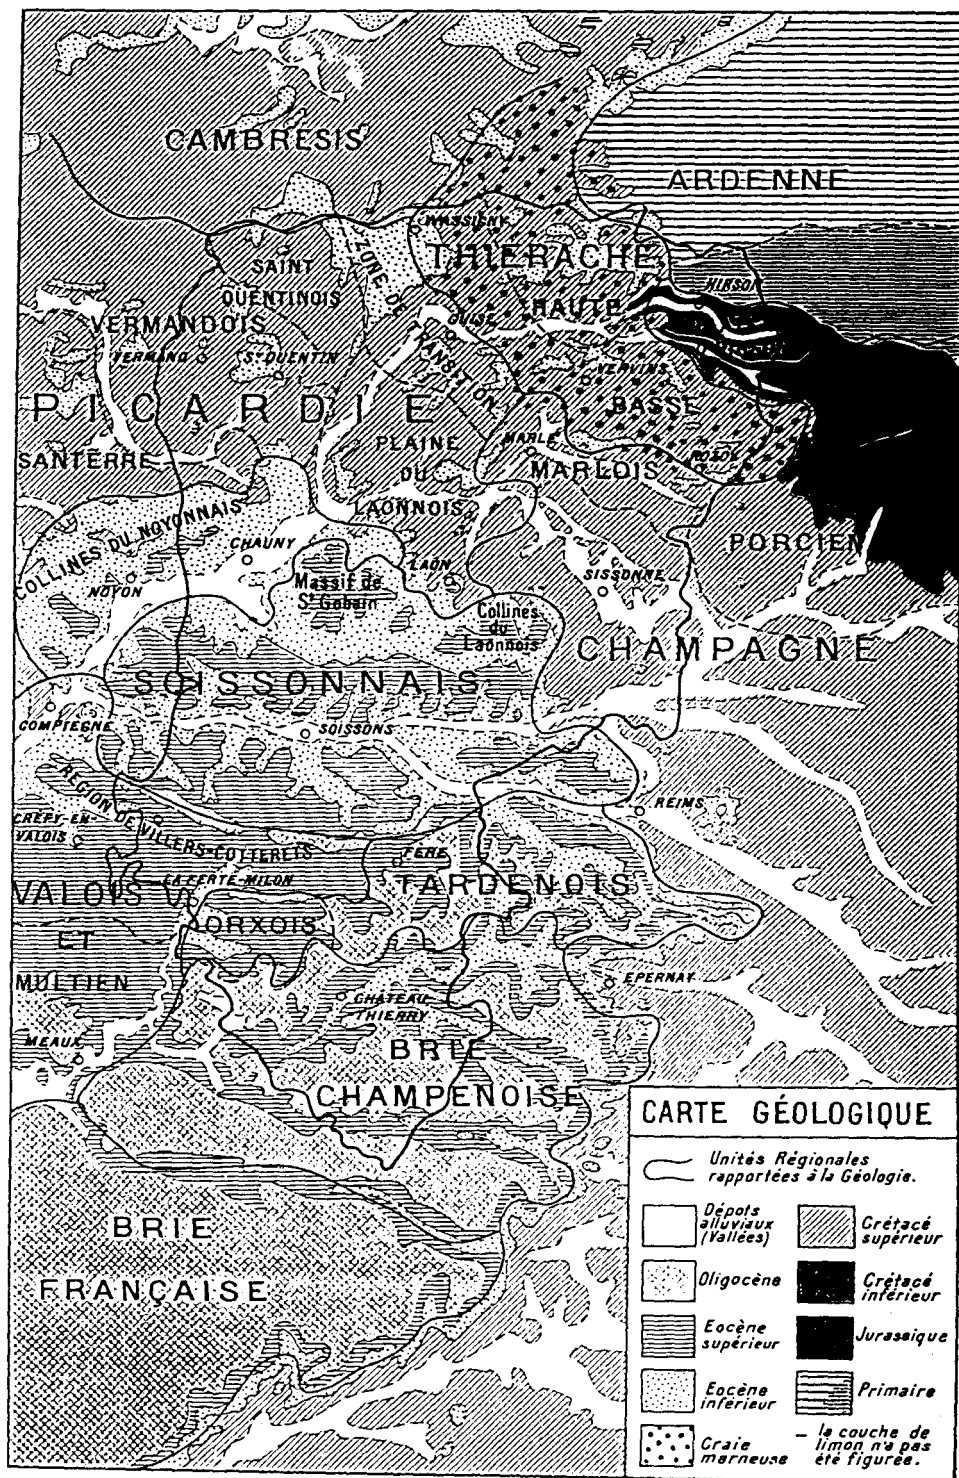 CAMBRESIS
ARDENNE
WASSIGNY
THIERACHE
ZONE DE TRANSITION
SAINT
QUENTINOIS
HIRSON
HAUTE
GUISE
VERMANDOIS
VERMAND
St QUENTIN
VERVINS
BASSE
PICARDIE
PLAINE
DU
LAONNOIS
MARLE
MARLOIS
ROZOY
SANTERRE
COLLINES DU NOYONNAIS
CHAUNY
PORCIEN
NOYON
Massif de
St Gobain
LAON
SISSONNE
Collines
du
Laonnois
CHAMPAGNE
SOISSONNAIS
COMPIEGNE
SOISSONS
REGION DE VILLERS-COTTERETS
REIMS
CREPY-EN-
VALOIS
FERE
VALOIS
LA FERTE-MILON
TARDENOIS
ORXOIS
ET
MULTIEN
EPERNAY
CHÂTEAU
THIERRY
MEAUX
BRIE
CHAMPENOISE
BRIE
FRANÇAISE
CARTE GÉOLOGIQUE
Unités Régionales
rapportées à la Géologie.
Dépots
alluviaux
(Vallées)
Crétacé
supérieur
Oligocène
Crétacé
inférieur
Eocène
supérieur
Jurassique
Eocène
inférieur
Primaire
Craie
marneuse
— la couche de
limon n'a pas
été figurée.